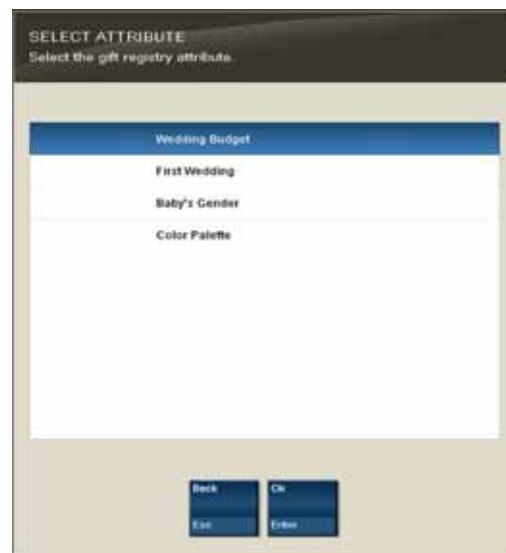 SELECT ATTRIBUTE
Select the gift registry attribute.
Wedding Budget
First Wedding
Baby's Gender
Color Palette
Back Ok
Esc Enter